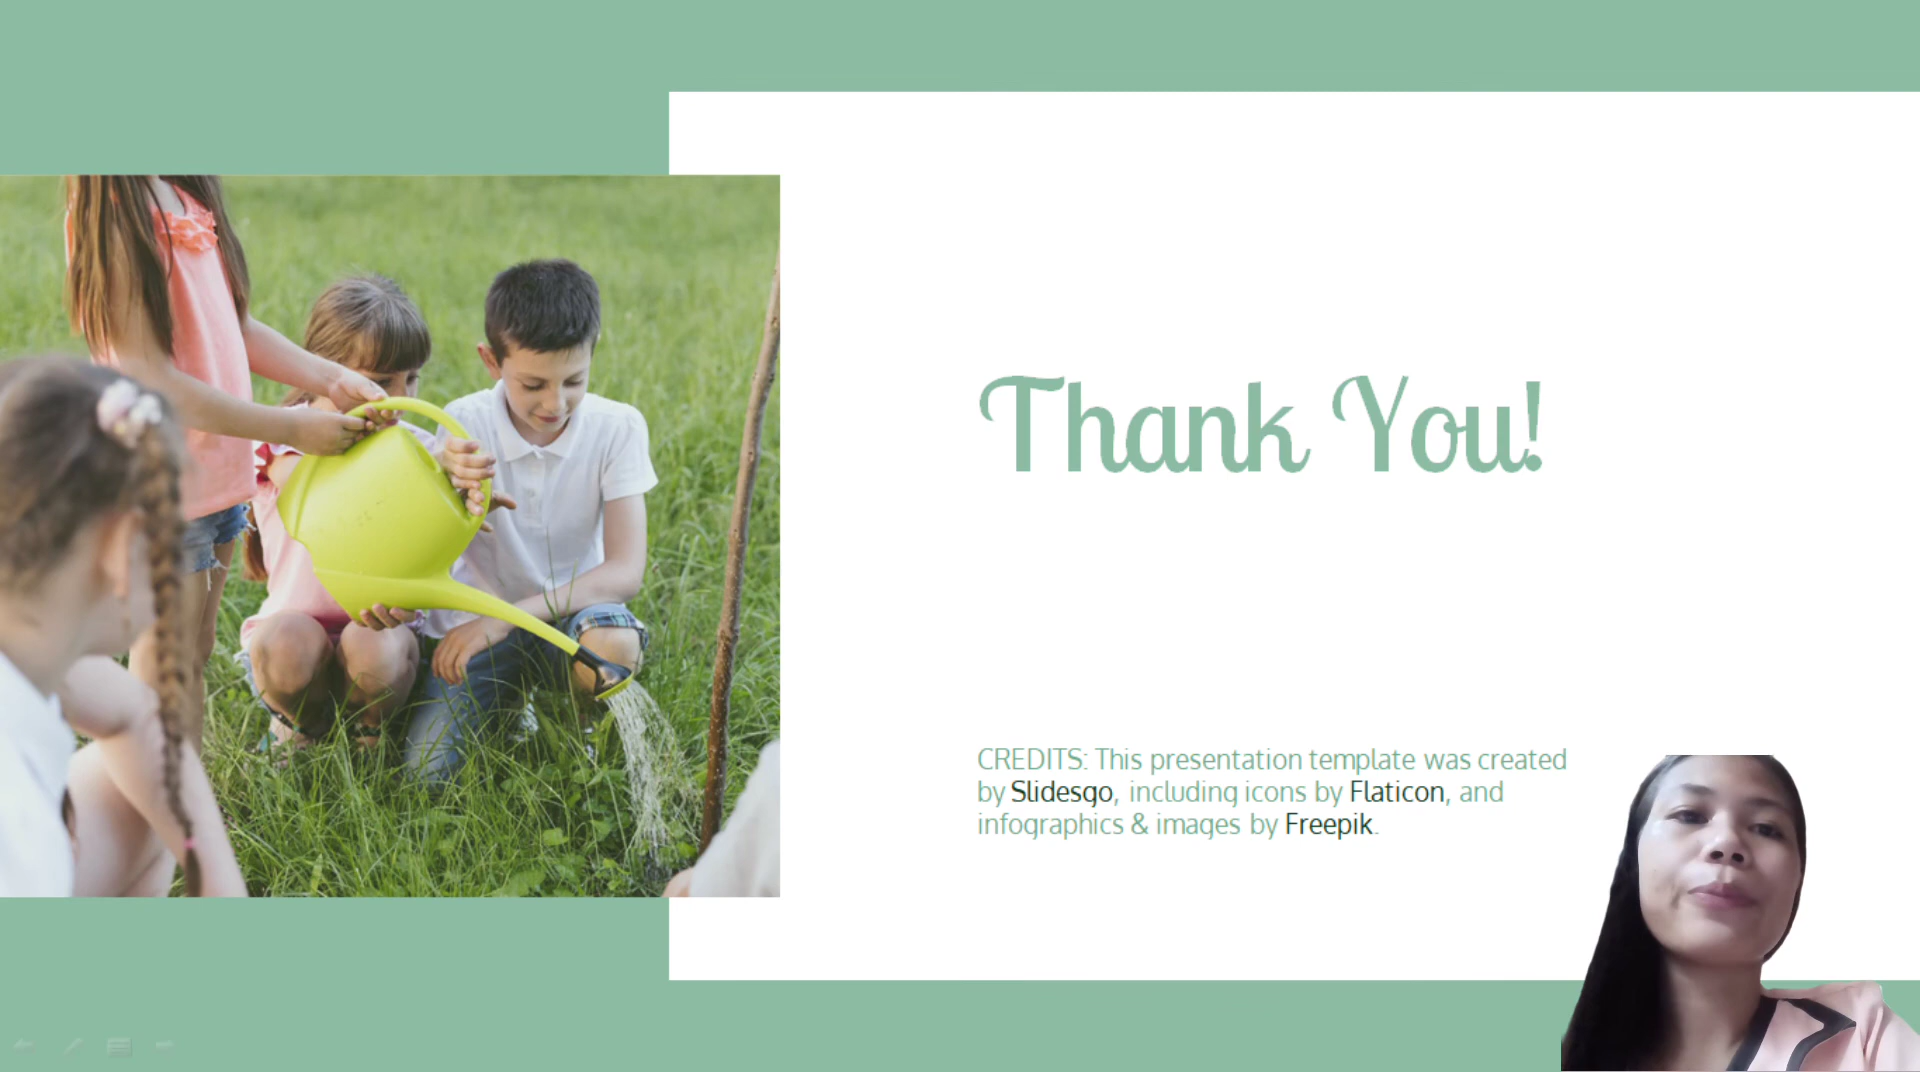 Thank You!
CREDITS: This presentation template was created
by Slidesgo, including icons by Flaticon, and
infographics & images by Freepik.